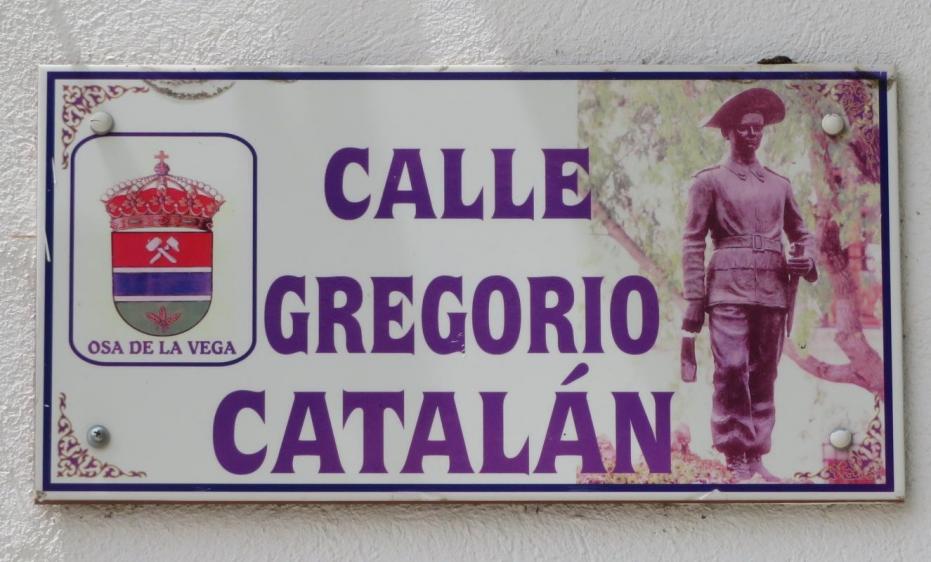 CALLE
GREGORIO
CATALÁN
OSA DE LA VEGA